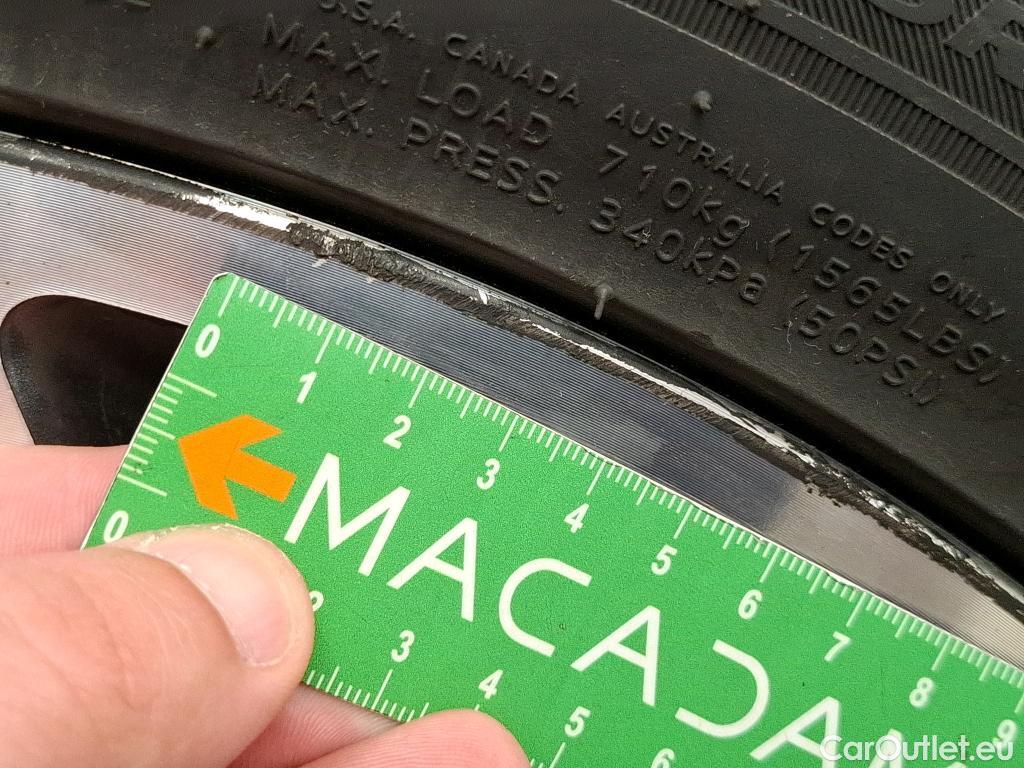 U.S.A. CANADA AUSTRALIA CODES ONLY
MAX. LOAD 710kg (1565LBS)
MAX. PRESS. 340kPa (50PSI)
0 1 2 3 4 5 6 7 8 9
MACADAM
0
3 4 5 6
CarOutlet.eu